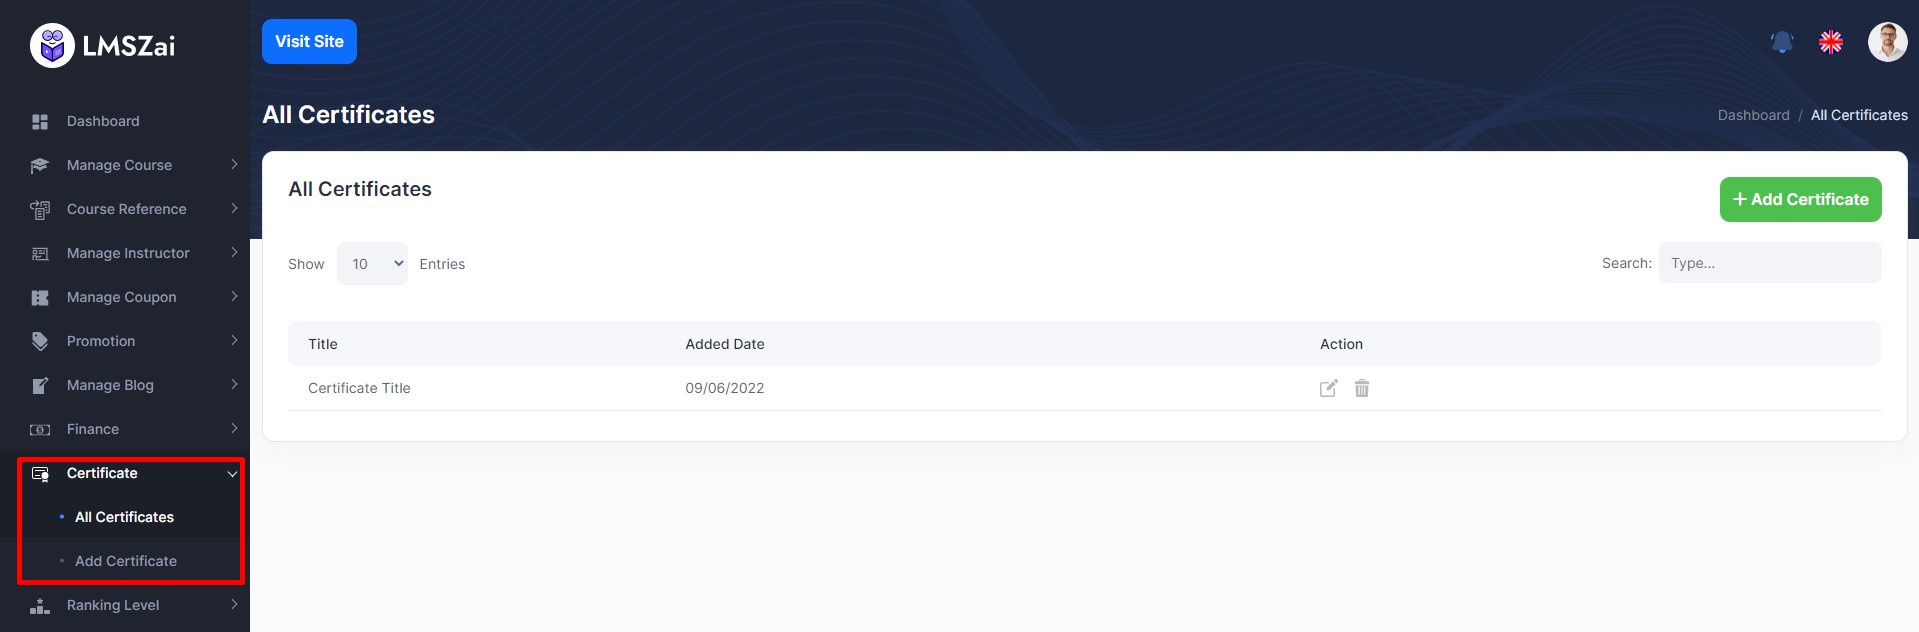 LMSZai
Visit Site
Dashboard
Manage Course
Course Reference
Manage Instructor
Manage Coupon
Promotion
Manage Blog
Finance
Certificate
All Certificates
Add Certificate
Ranking Level
All Certificates
Dashboard / All Certificates
All Certificates
+ Add Certificate
Show 10 Entries
Search: Type...
Title Added Date Action
Certificate Title 09/06/2022